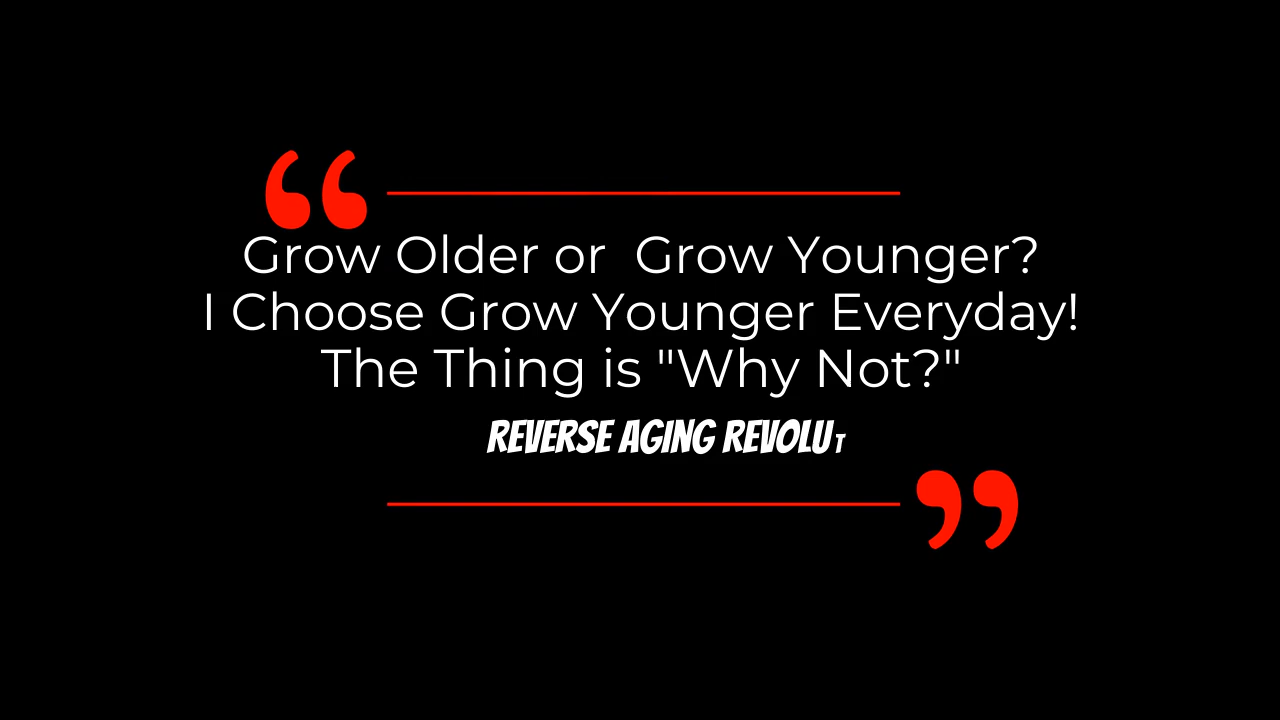 Grow Older or  Grow Younger?
I Choose Grow Younger Everyday!
The Thing is "Why Not?"
REVERSE AGING REVOLUT